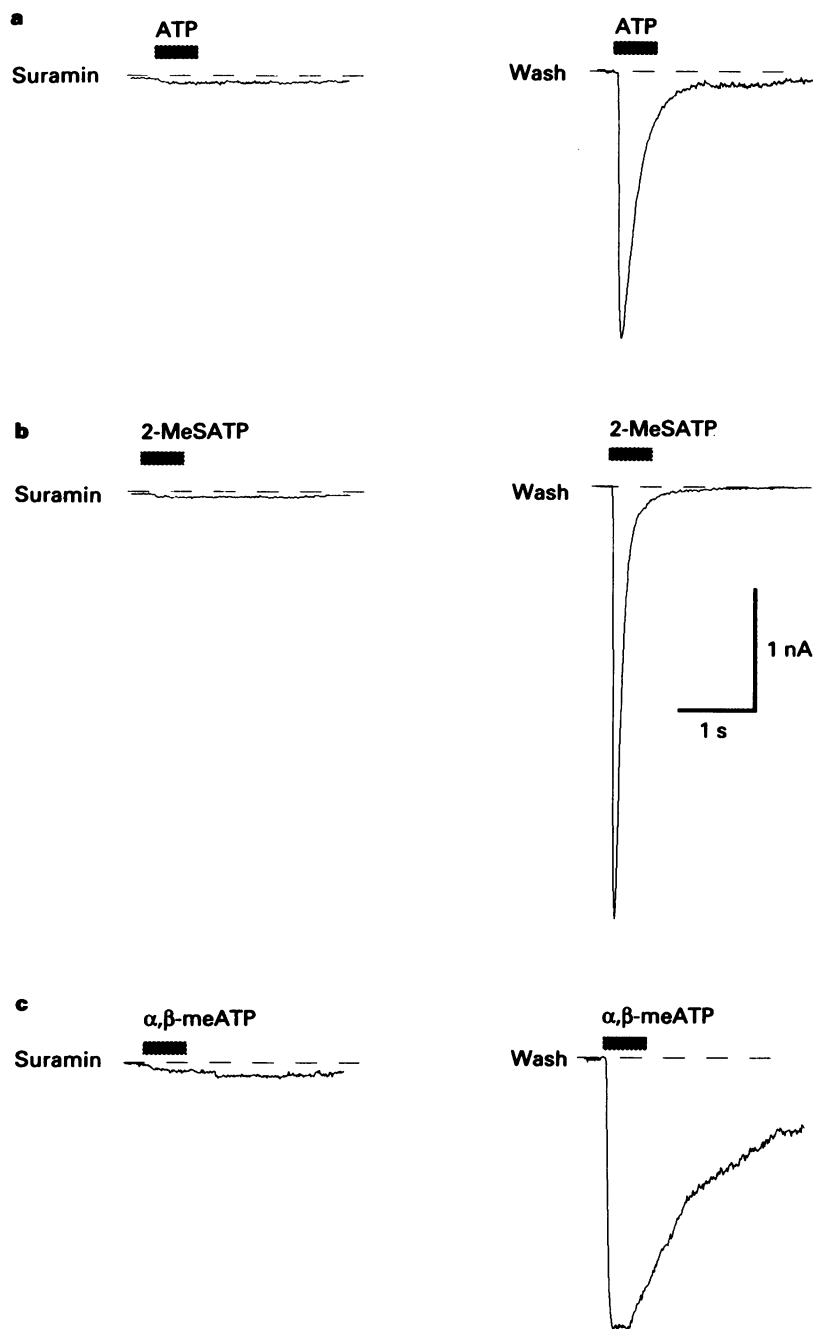 a
ATP
Suramin
ATP
Wash
b
2-MeSATP
Suramin
2-MeSATP
Wash
1 nA
1 s
c
α,β-meATP
Suramin
α,β-meATP
Wash